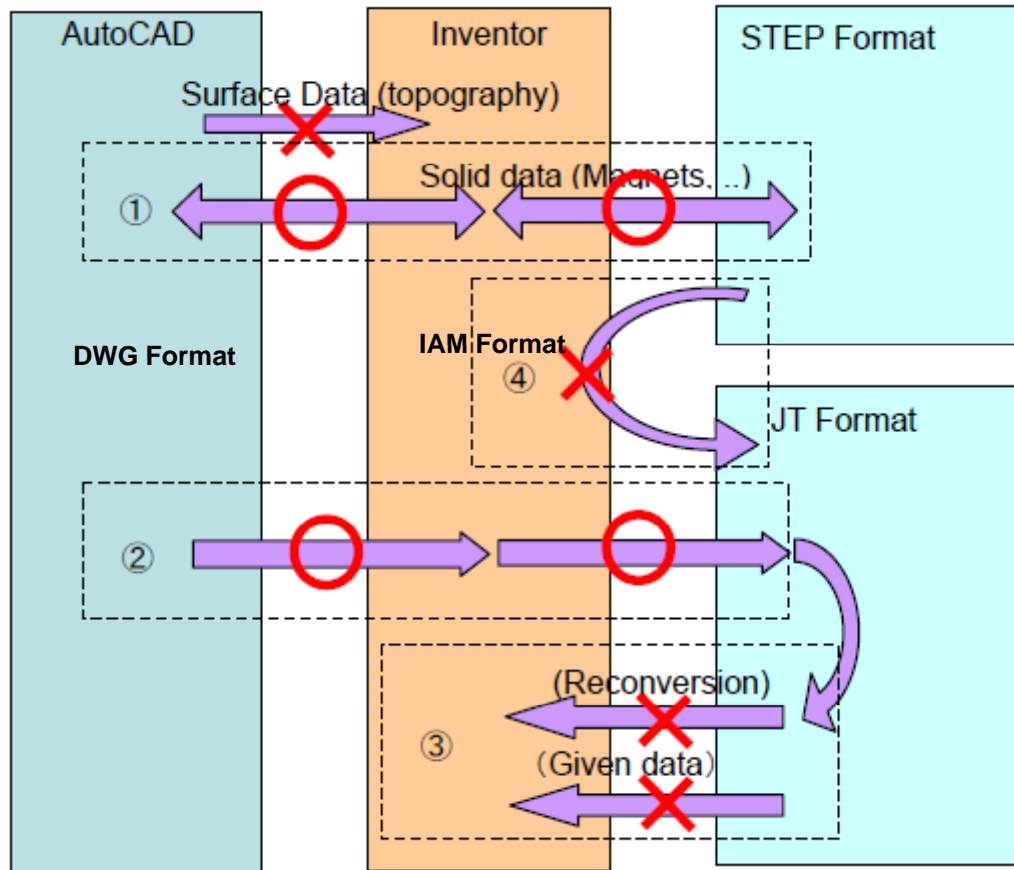 AutoCAD
Inventor
STEP Format
Surface Data (topography)
Solid data (Magnets,..)
①
DWG Format
IAM Format
④
JT Format
②
(Reconversion)
③
(Given data)